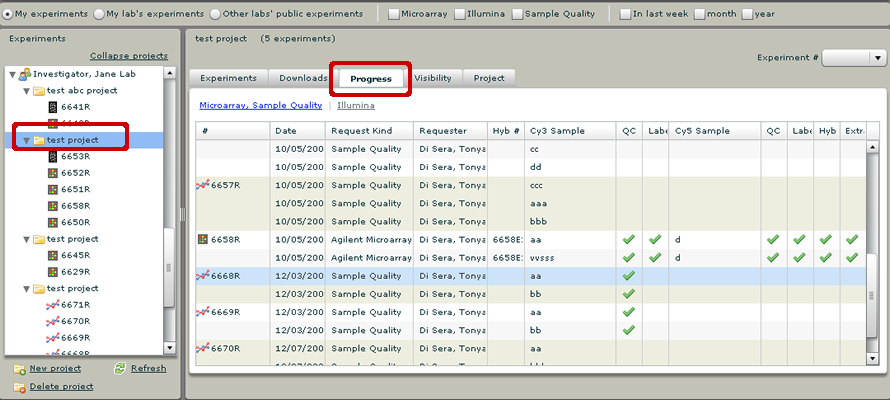 My experiments My lab's experiments Other labs' public experiments Microarray Illumina Sample Quality In last week month year
Experiments
Collapse projects
Investigator, Jane Lab
test abc project
6641R
test project
6653R
6652R
6651R
6658R
6650R
test project
6645R
6629R
test project
6671R
6670R
6669R
6668R
New project Refresh
Delete project
test project (5 experiments)
Experiment #
Experiments Downloads Progress Visibility Project
Microarray, Sample Quality Illumina
# Date Request Kind Requester Hyb # Cy3 Sample QC Labe Cy5 Sample QC Labe Hyb Extr
10/05/200 Sample Quality Di Sera, Tonya cc
10/05/200 Sample Quality Di Sera, Tonya dd
6657R 10/05/200 Sample Quality Di Sera, Tonya ccc
10/05/200 Sample Quality Di Sera, Tonya aaa
10/05/200 Sample Quality Di Sera, Tonya bbb
6658R 10/05/200 Agilent Microarray Di Sera, Tonya 6658E aa d
10/05/200 Agilent Microarray Di Sera, Tonya 6658E vvsss d
6668R 12/03/200 Sample Quality Di Sera, Tonya aa
12/03/200 Sample Quality Di Sera, Tonya bb
6669R 12/03/200 Sample Quality Di Sera, Tonya aa
12/03/200 Sample Quality Di Sera, Tonya bb
6670R 12/07/200 Sample Quality Di Sera, Tonya aa